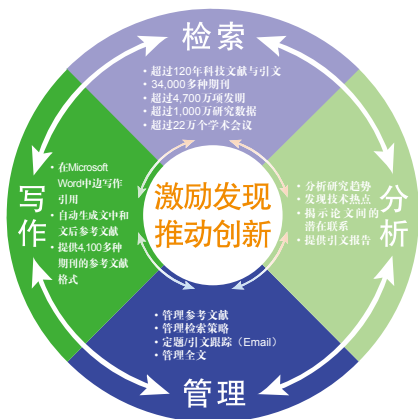 检索
• 超过120年科技文献与引文
• 34,000多种期刊
• 超过4,700万项发明
• 超过1,000万研究数据
• 超过22万个学术会议
写作
• 在Microsoft
Word中边写作
引用
• 自动生成文中和
文后参考文献
• 提供4,100多种
期刊的参考文献
格式
激励发现
推动创新
分析
• 分析研究趋势
• 发现技术热点
• 揭示论文间的
潜在联系
• 提供引文报告
• 管理参考文献
• 管理检索策略
• 定题/引文跟踪（Email）
• 管理全文
管理